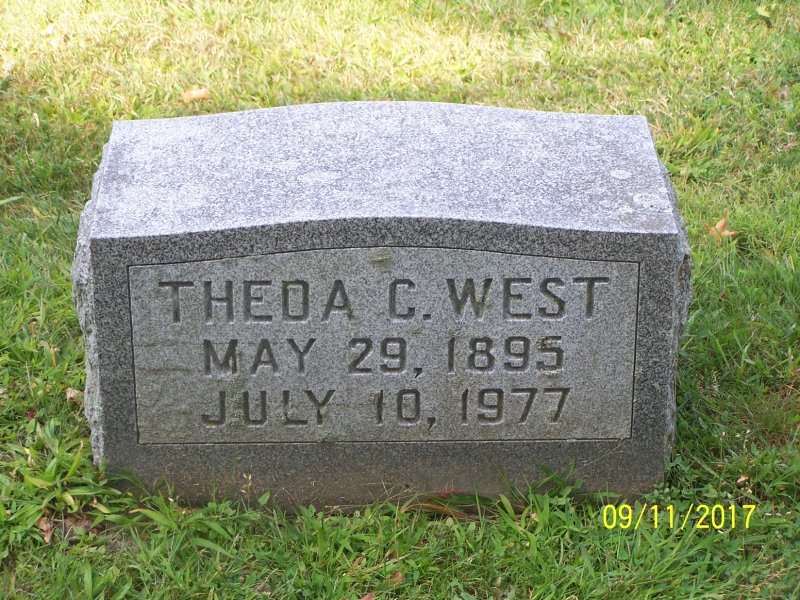 THEDA C. WEST
MAY 29, 1895
JULY 10, 1977
09/11/2017